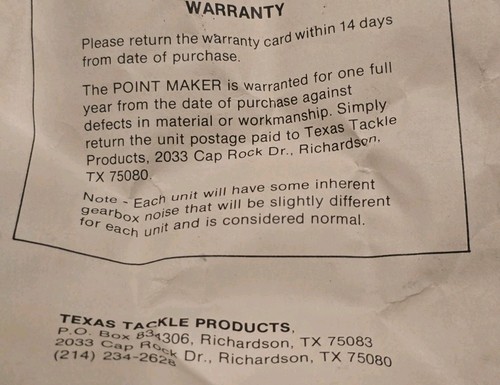 WARRANTY
Please return the warranty card within 14 days
from date of purchase.
The POINT MAKER is warranted for one full
year from the date of purchase against
defects in material or workmanship. Simply
return the unit postage paid to Texas Tackle
Products, 2033 Cap Rock Dr., Richardson,
TX 75080.
Note - Each unit will have some inherent
gearbox noise that will be slightly different
for each unit and is considered normal.
TEXAS TACKLE PRODUCTS,
P.O. Box 834306, Richardson, TX 75083
2033 Cap Rock Dr., Richardson, TX 75080
(214) 234-2628